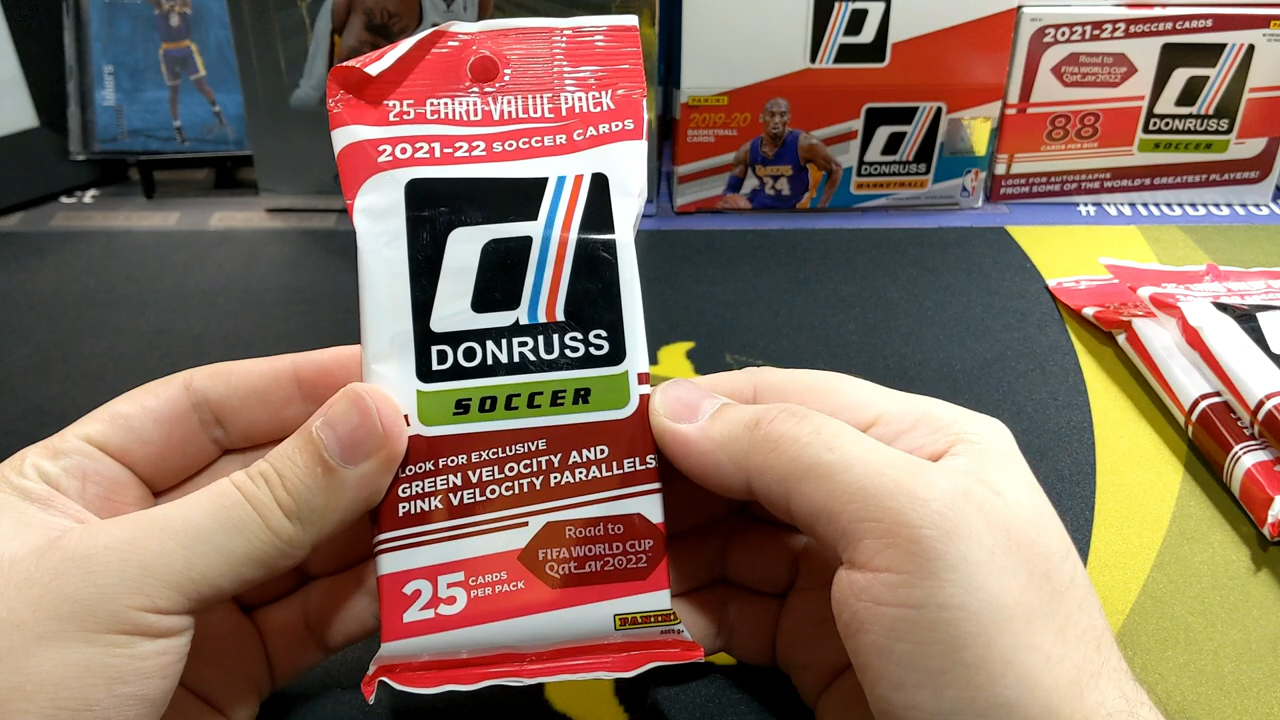 25-CARD VALUE PACK
2021-22 SOCCER CARDS
DONRUSS
SOCCER
LOOK FOR EXCLUSIVE
GREEN VELOCITY AND
PINK VELOCITY PARALLELS!
Road to
FIFA WORLD CUP
Qatar2022
25 CARDS
PER PACK
PANINI
AGES 9+
PANINI
2019-20
BASKETBALL
CARDS
LAKERS
24
DONRUSS
BASKETBALL
2021-22 SOCCER CARDS
Road to
FIFA WORLD CUP
Qatar2022
88
CARDS PER BOX
DONRUSS
SOCCER
LOOK FOR AUTOGRAPHS
FROM SOME OF THE WORLD'S GREATEST PLAYERS!